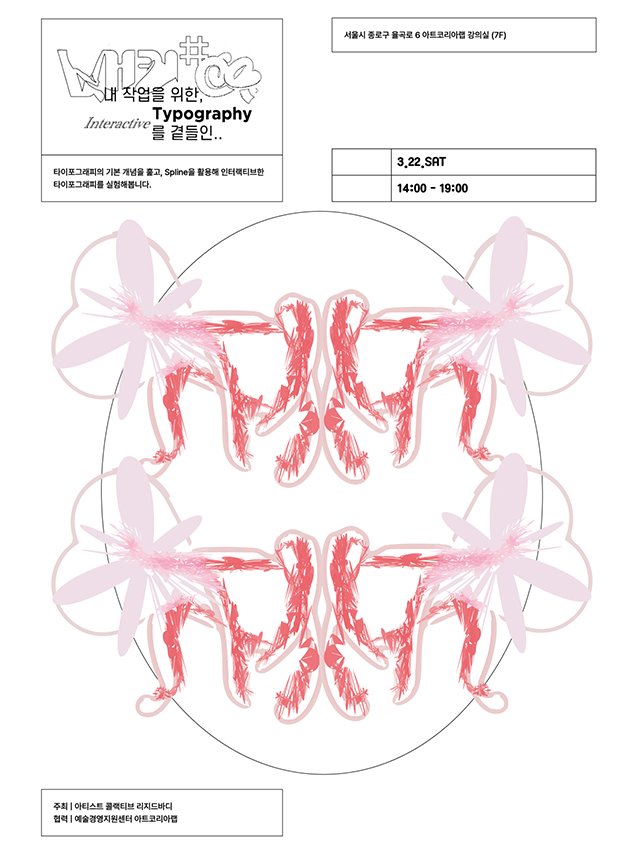 내 작업을 위한,
Interactive Typography
를 곁들인..
타이포그래피의 기본 개념을 훑고, Spline을 활용해 인터랙티브한
타이포그래피를 실험해봅니다.
서울시 종로구 율곡로 6 아트코리아랩 강의실 (7F)
3.22.SAT
14:00 - 19:00
주최 | 아티스트 콜랙티브 리지드바디
협력 | 예술경영지원센터 아트코리아랩